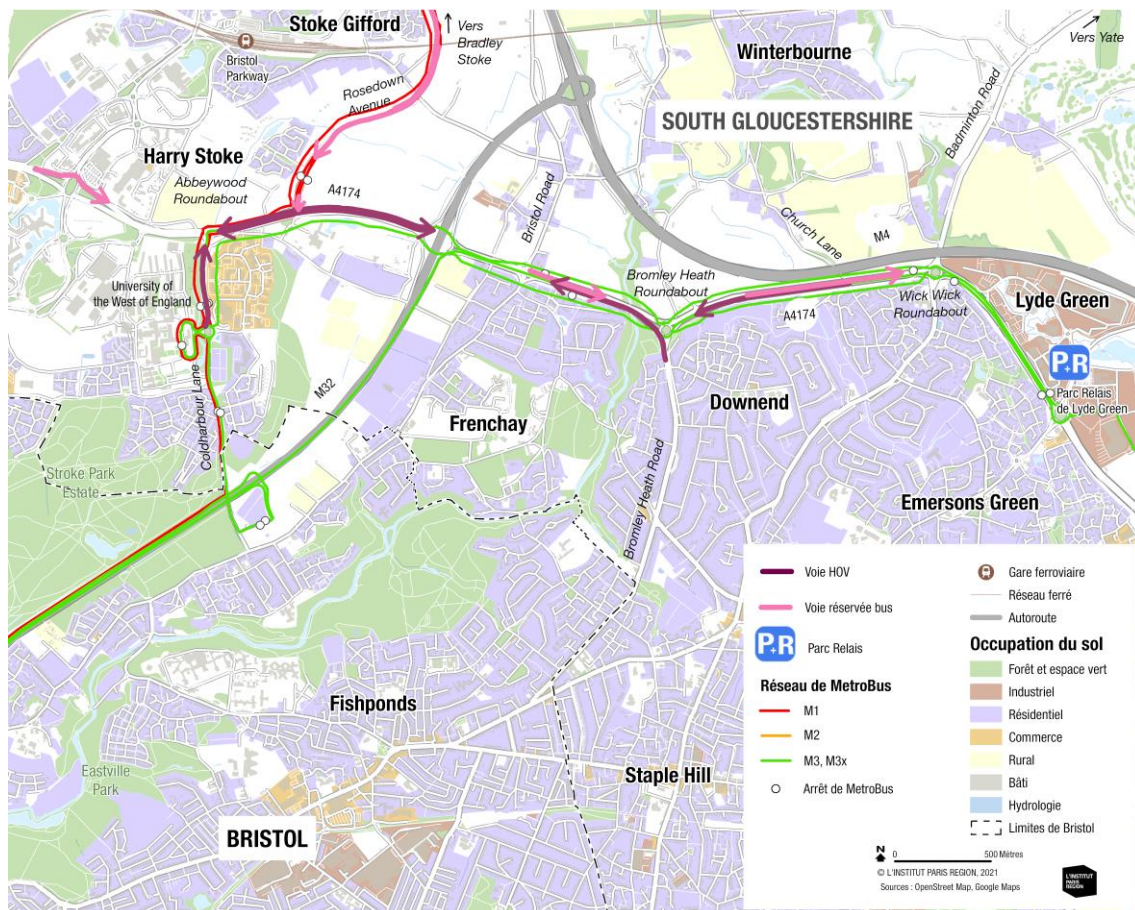 Stoke Gifford
Vers
Bradley
Stoke
Vers Yate
Winterbourne
Bristol
Parkway
Rosedown
Avenue
SOUTH GLOUCESTERSHIRE
Badminton Road
Harry Stoke
Abbeywood
Roundabout
A4174
Bristol Road
Church Lane
M4
University of
the West of England
Bromley Heath
Roundabout
Wick Wick
Roundabout
A4174
Lyde Green
P+R
Parc Relais
de Lyde Green
Coldharbour Lane
M32
Frenchay
Downend
Stroke Park
Estate
Bromley Heath Road
Emersons Green
Fishponds
Eastville
Park
Staple Hill
BRISTOL
Voie HOV
Voie réservée bus
P+R
Parc Relais
Réseau de MetroBus
M1
M2
M3, M3x
Arrêt de MetroBus
Gare ferroviaire
Réseau ferré
Autoroute
Occupation du sol
Forêt et espace vert
Industriel
Résidentiel
Commerce
Rural
Bâti
Hydrologie
Limites de Bristol
N
0 500 Mètres
© L'INSTITUT PARIS REGION, 2021
Sources : OpenStreet Map, Google Maps
L'INSTITUT
PARIS
REGION